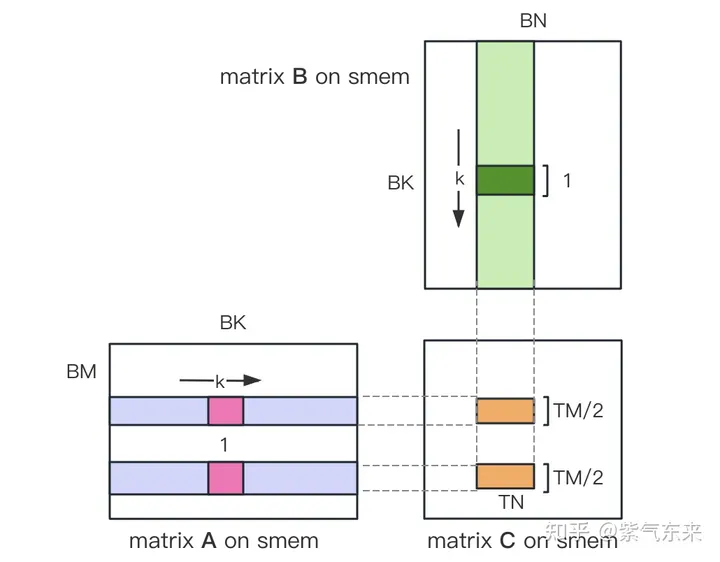 BN
matrix B on smem
BK
k
1
BK
BM
k
1
TM/2
TM/2
TN
matrix A on smem
matrix C on smem
知乎 @紫气东来